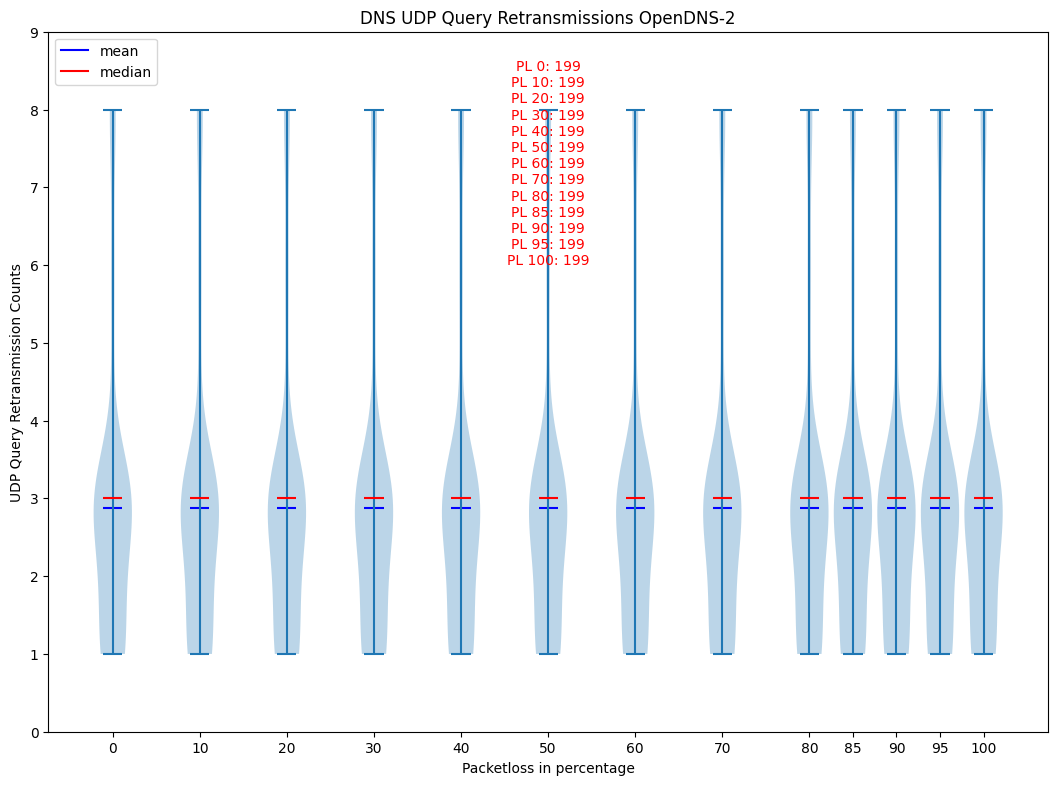 DNS UDP Query Retransmissions OpenDNS-2
mean
median
PL 0: 199
PL 10: 199
PL 20: 199
PL 30: 199
PL 40: 199
PL 50: 199
PL 60: 199
PL 70: 199
PL 80: 199
PL 85: 199
PL 90: 199
PL 95: 199
PL 100: 199
UDP Query Retransmission Counts
9
8
7
6
5
4
3
2
1
0
0 10 20 30 40 50 60 70 80 85 90 95 100
Packetloss in percentage